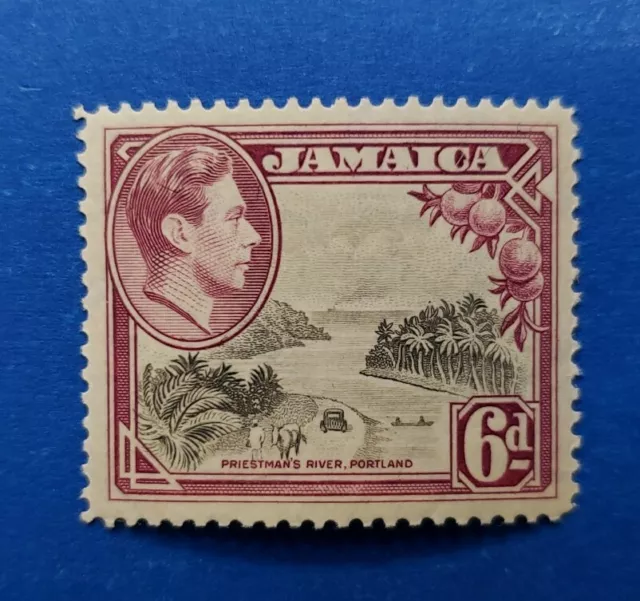 JAMAICA
6d
PRIESTMAN'S RIVER, PORTLAND